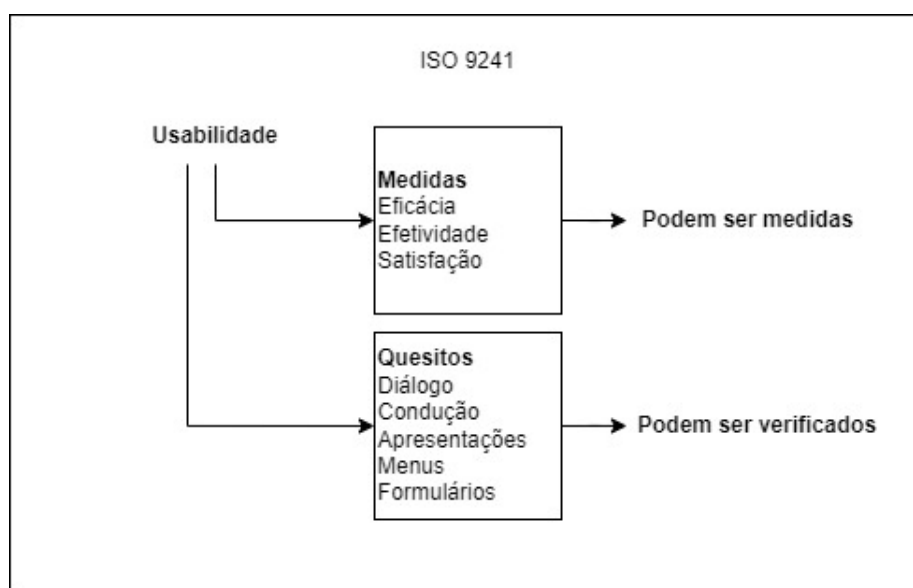 ISO 9241
Usabilidade
Medidas
Eficácia
Efetividade
Satisfação
Podem ser medidas
Quesitos
Diálogo
Condução
Apresentações
Menus
Formulários
Podem ser verificados